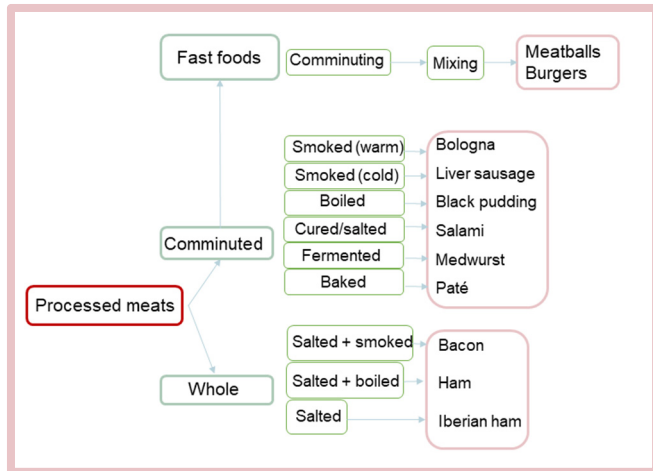 Fast foods
Comminuting
Mixing
Meatballs
Burgers
Smoked (warm)
Bologna
Smoked (cold)
Liver sausage
Boiled
Black pudding
Cured/salted
Salami
Comminuted
Fermented
Medwurst
Baked
Paté
Processed meats
Salted + smoked
Bacon
Whole
Salted + boiled
Ham
Salted
Iberian ham